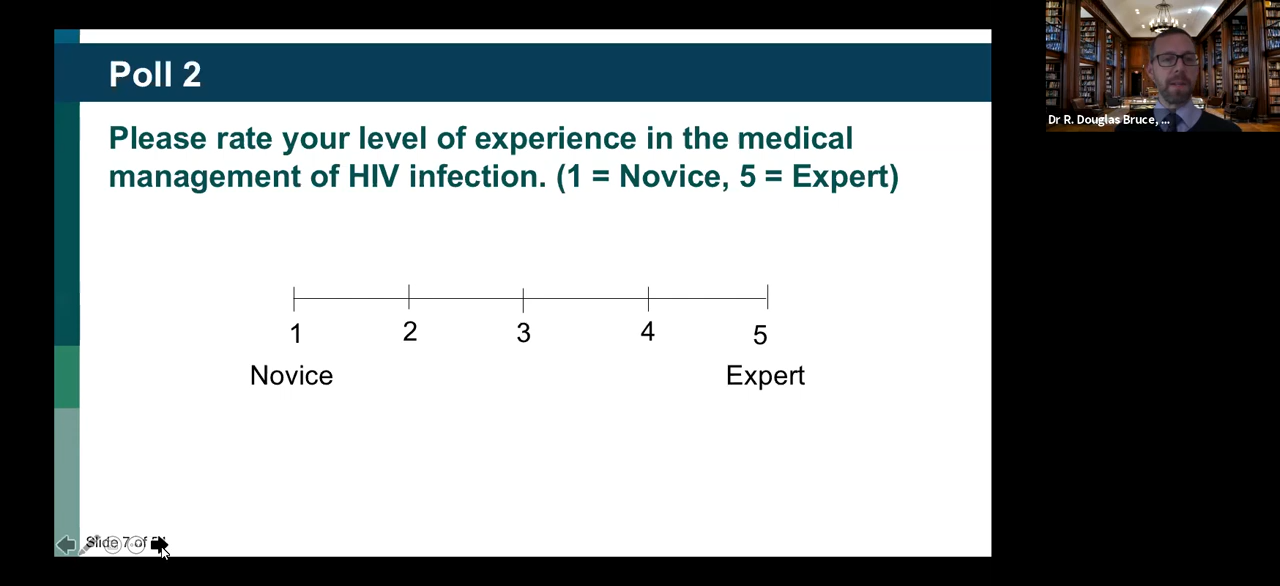 Poll 2
Please rate your level of experience in the medical
management of HIV infection. (1 = Novice, 5 = Expert)
1 2 3 4 5
Novice Expert
Slide 7 of
Dr R. Douglas Bruce, ...